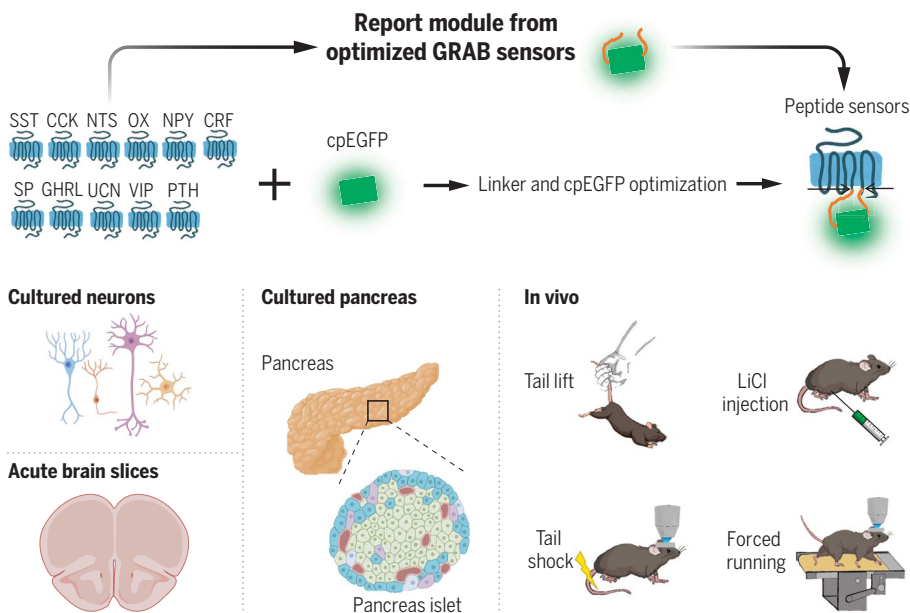 Report module from
optimized GRAB sensors
SST CCK NTS OX NPY CRF
SP GHRL UCN VIP PTH
cpEGFP
Linker and cpEGFP optimization
Peptide sensors
Cultured neurons
Acute brain slices
Cultured pancreas
Pancreas
Pancreas islet
In vivo
Tail lift
LiCl
injection
Tail
shock
Forced
running